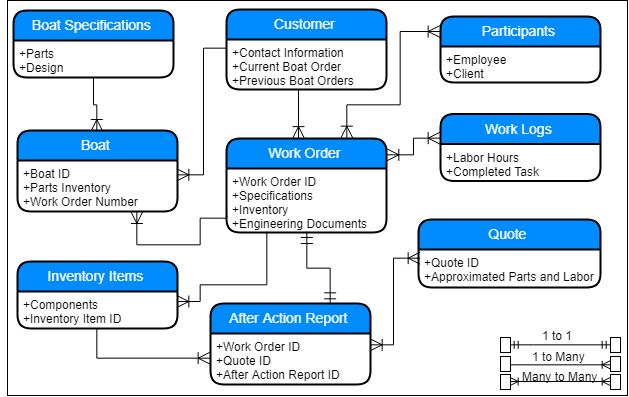 Boat Specifications
+Parts
+Design
Customer
+Contact Information
+Current Boat Order
+Previous Boat Orders
Participants
+Employee
+Client
Boat
+Boat ID
+Parts Inventory
+Work Order Number
Work Order
+Work Order ID
+Specifications
+Inventory
+Engineering Documents
Work Logs
+Labor Hours
+Completed Task
Quote
+Quote ID
+Approximated Parts and Labor
Inventory Items
+Components
+Inventory Item ID
After Action Report
+Work Order ID
+Quote ID
+After Action Report ID
1 to 1
1 to Many
Many to Many